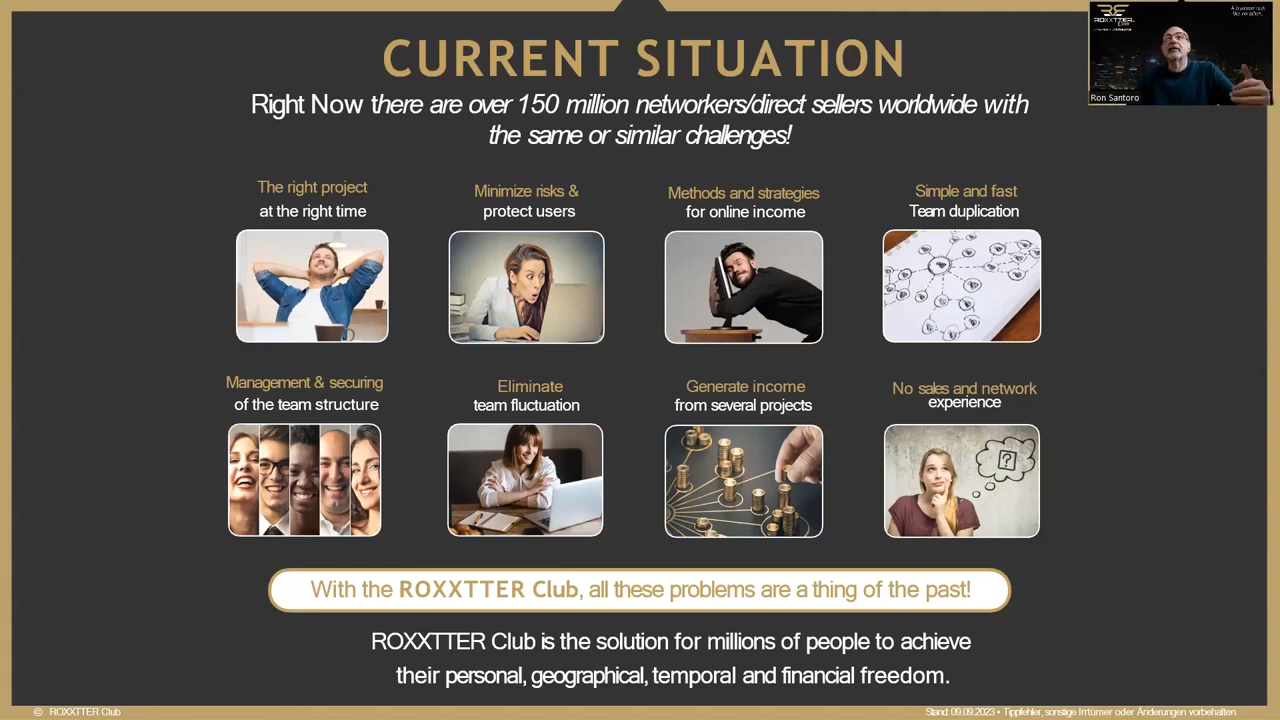 CURRENT SITUATION
Right Now there are over 150 million networkers/direct sellers worldwide with
the same or similar challenges!
The right project
at the right time
Minimize risks &
protect users
Methods and strategies
for online income
Simple and fast
Team duplication
Management & securing
of the team structure
Eliminate
team fluctuation
Generate income
from several projects
No sales and network
experience
?
With the ROXXTTER Club, all these problems are a thing of the past!
ROXXTTER Club is the solution for millions of people to achieve
their personal, geographical, temporal and financial freedom.
© ROXXTTER Club
Stand: 09.09.2023 • Tippfehler, sonstige Irrtümer oder Änderungen vorbehalten.
ROXXTTER
Club
Ron Santoro